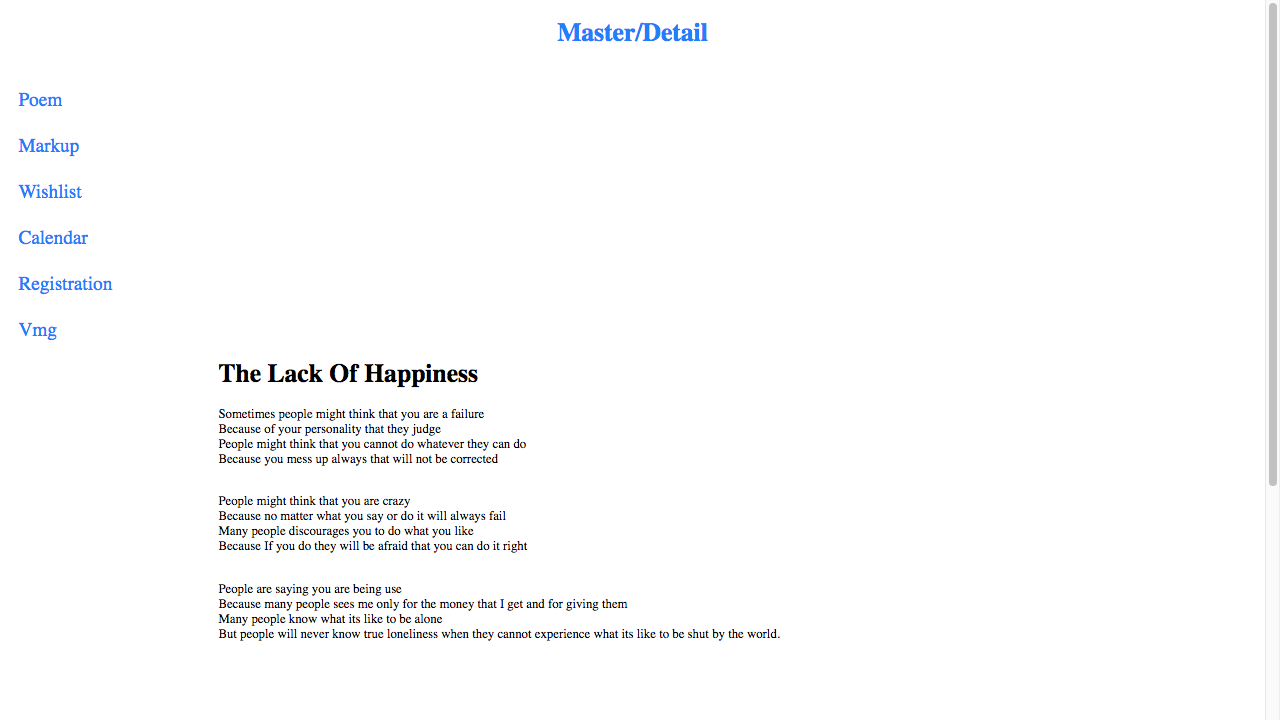 Master/Detail
Poem
Markup
Wishlist
Calendar
Registration
Vmg
The Lack Of Happiness
Sometimes people might think that you are a failure
Because of your personality that they judge
People might think that you cannot do whatever they can do
Because you mess up always that will not be corrected
People might think that you are crazy
Because no matter what you say or do it will always fail
Many people discourages you to do what you like
Because If you do they will be afraid that you can do it right
People are saying you are being use
Because many people sees me only for the money that I get and for giving them
Many people know what its like to be alone
But people will never know true loneliness when they cannot experience what its like to be shut by the world.